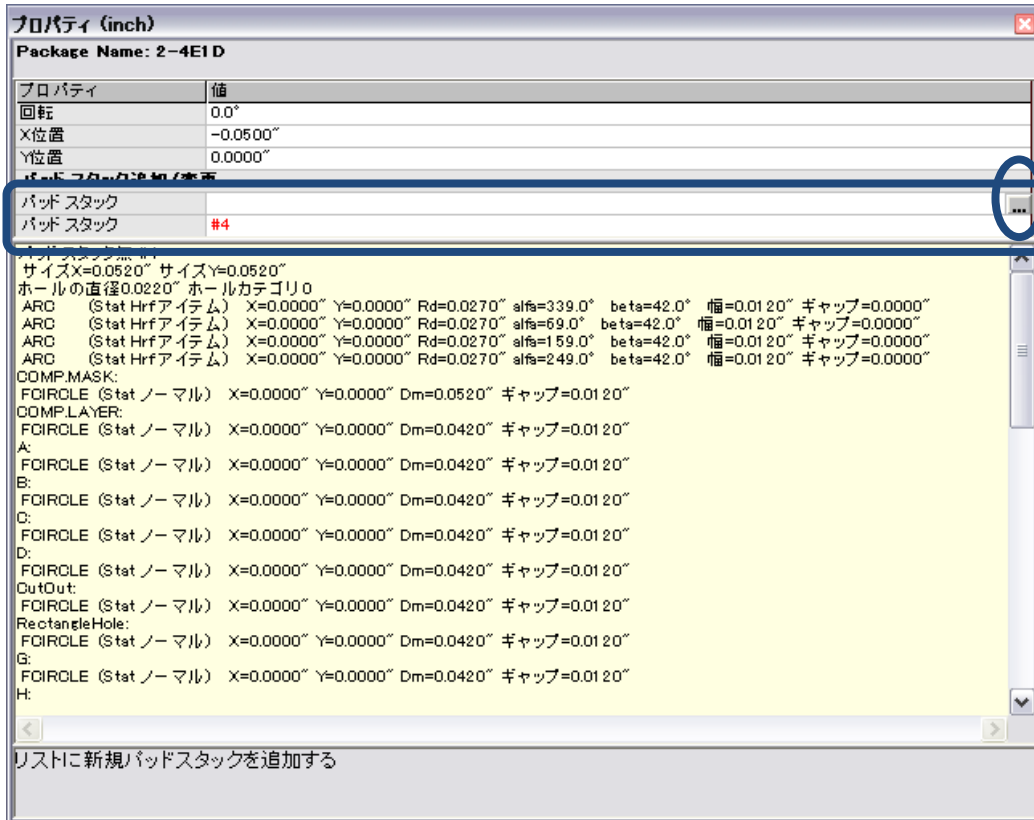 プロパティ (inch)
Package Name: 2-4E1D
プロパティ 値
回転 0.0°
X位置 -0.0500″
Y位置 0.0000″
パッド スタック追加/変更
パッド スタック ...
パッド スタック #4
サイズX=0.0520″ サイズY=0.0520″
ホールの直径0.0220″ ホールカテゴリ0
ARC (Stat Hrfアイテム) X=0.0000″ Y=0.0000″ Rd=0.0270″ alfa=339.0° beta=42.0° 幅=0.0120″ ギャップ=0.0000″
ARC (Stat Hrfアイテム) X=0.0000″ Y=0.0000″ Rd=0.0270″ alfa=69.0° beta=42.0° 幅=0.0120″ ギャップ=0.0000″
ARC (Stat Hrfアイテム) X=0.0000″ Y=0.0000″ Rd=0.0270″ alfa=159.0° beta=42.0° 幅=0.0120″ ギャップ=0.0000″
ARC (Stat Hrfアイテム) X=0.0000″ Y=0.0000″ Rd=0.0270″ alfa=249.0° beta=42.0° 幅=0.0120″ ギャップ=0.0000″
COMP.MASK:
FCIRCLE (Stat ノーマル) X=0.0000″ Y=0.0000″ Dm=0.0520″ ギャップ=0.0120″
COMP.LAYER:
FCIRCLE (Stat ノーマル) X=0.0000″ Y=0.0000″ Dm=0.0420″ ギャップ=0.0120″
A:
FCIRCLE (Stat ノーマル) X=0.0000″ Y=0.0000″ Dm=0.0420″ ギャップ=0.0120″
B:
FCIRCLE (Stat ノーマル) X=0.0000″ Y=0.0000″ Dm=0.0420″ ギャップ=0.0120″
C:
FCIRCLE (Stat ノーマル) X=0.0000″ Y=0.0000″ Dm=0.0420″ ギャップ=0.0120″
D:
FCIRCLE (Stat ノーマル) X=0.0000″ Y=0.0000″ Dm=0.0420″ ギャップ=0.0120″
CutOut:
FCIRCLE (Stat ノーマル) X=0.0000″ Y=0.0000″ Dm=0.0420″ ギャップ=0.0120″
RectangleHole:
FCIRCLE (Stat ノーマル) X=0.0000″ Y=0.0000″ Dm=0.0420″ ギャップ=0.0120″
G:
FCIRCLE (Stat ノーマル) X=0.0000″ Y=0.0000″ Dm=0.0420″ ギャップ=0.0120″
H:
リストに新規パッドスタックを追加する